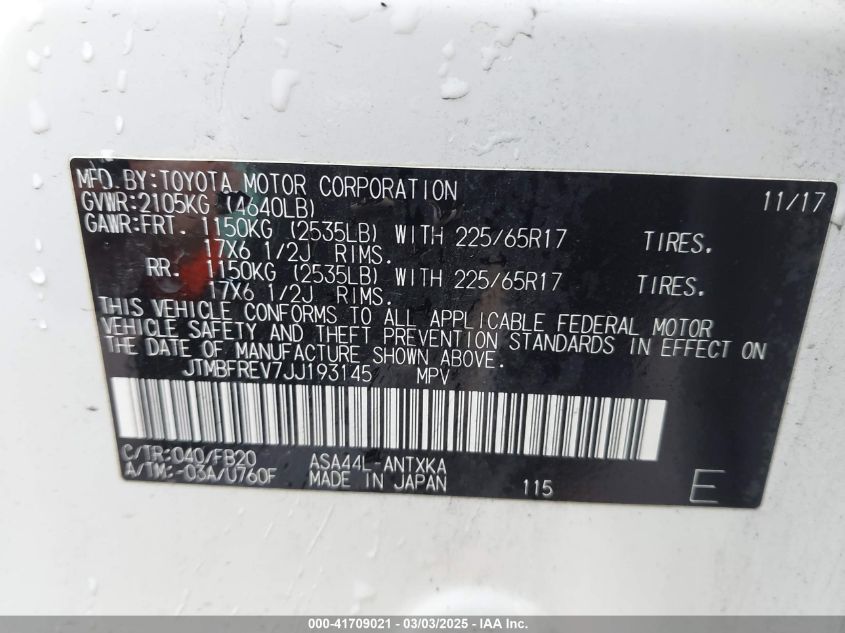 MFD. BY:TOYOTA MOTOR CORPORATION 11/17
GVWR:2105KG (4640LB)
GAWR:FRT. 1150KG (2535LB) WITH 225/65R17 TIRES.
17X6 1/2J RIMS.
RR. 1150KG (2535LB) WITH 225/65R17 TIRES.
17X6 1/2J RIMS.
THIS VEHICLE CONFORMS TO ALL APPLICABLE FEDERAL MOTOR
VEHICLE SAFETY AND THEFT PREVENTION STANDARDS IN EFFECT ON
THE DATE OF MANUFACTURE SHOWN ABOVE.
JTMBFREV7JJ193145 MPV
C/TR:040/FB20 ASA44L-ANTXKA
A/TM:-03A/U760F MADE IN JAPAN 115 E
000-41709021 - 03/03/2025 - IAA Inc.